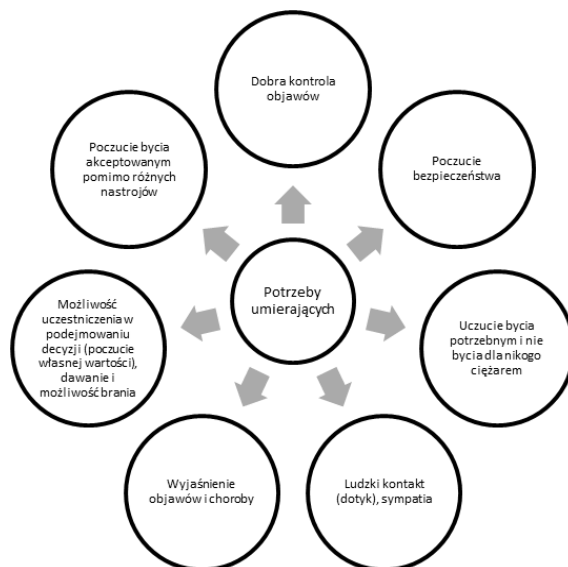 Dobra kontrola
objawów
Poczucie
bezpieczeństwa
Uczucie bycia
potrzebnym i nie
bycia dla nikogo
ciężarem
Ludzki kontakt
(dotyk), sympatia
Wyjaśnienie
objawów i choroby
Możliwość
uczestniczenia w
podejmowaniu
decyzji (poczucie
własnej wartości),
dawanie i
możliwość brania
Poczucie bycia
akceptowanym
pomimo różnych
nastrojów
Potrzeby
umierających